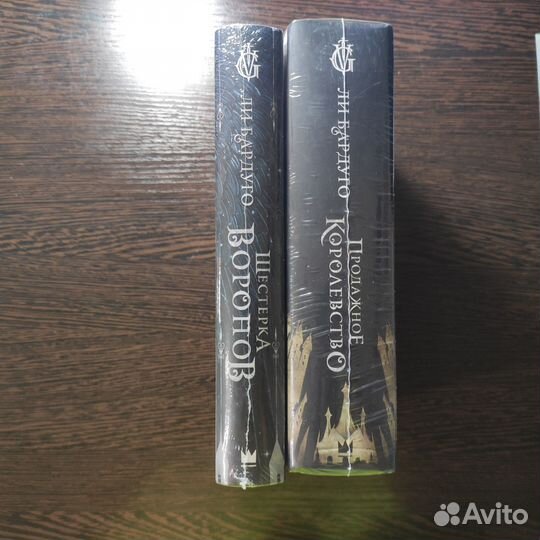 ЛИ БАРДУГО
ШЕСТЕРКА
ВОРОНОВ
ЛИ БАРДУГО
ПРОДАЖНОЕ
КОРОЛЕВСТВО
Avito